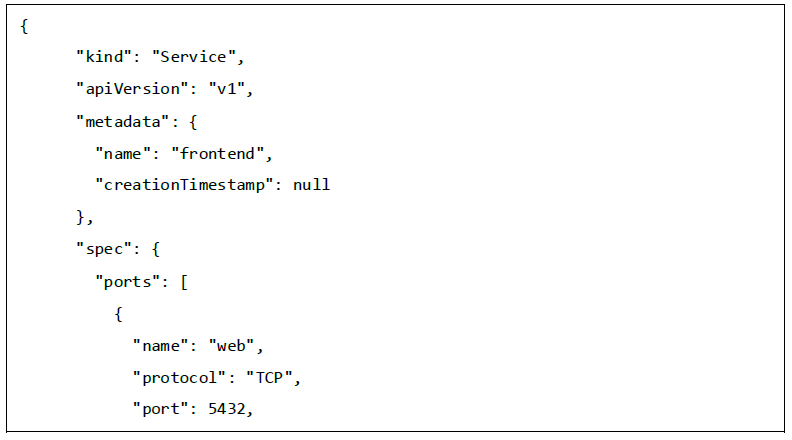 {
"kind": "Service",
"apiVersion": "v1",
"metadata": {
"name": "frontend",
"creationTimestamp": null
},
"spec": {
"ports": [
{
"name": "web",
"protocol": "TCP",
"port": 5432,